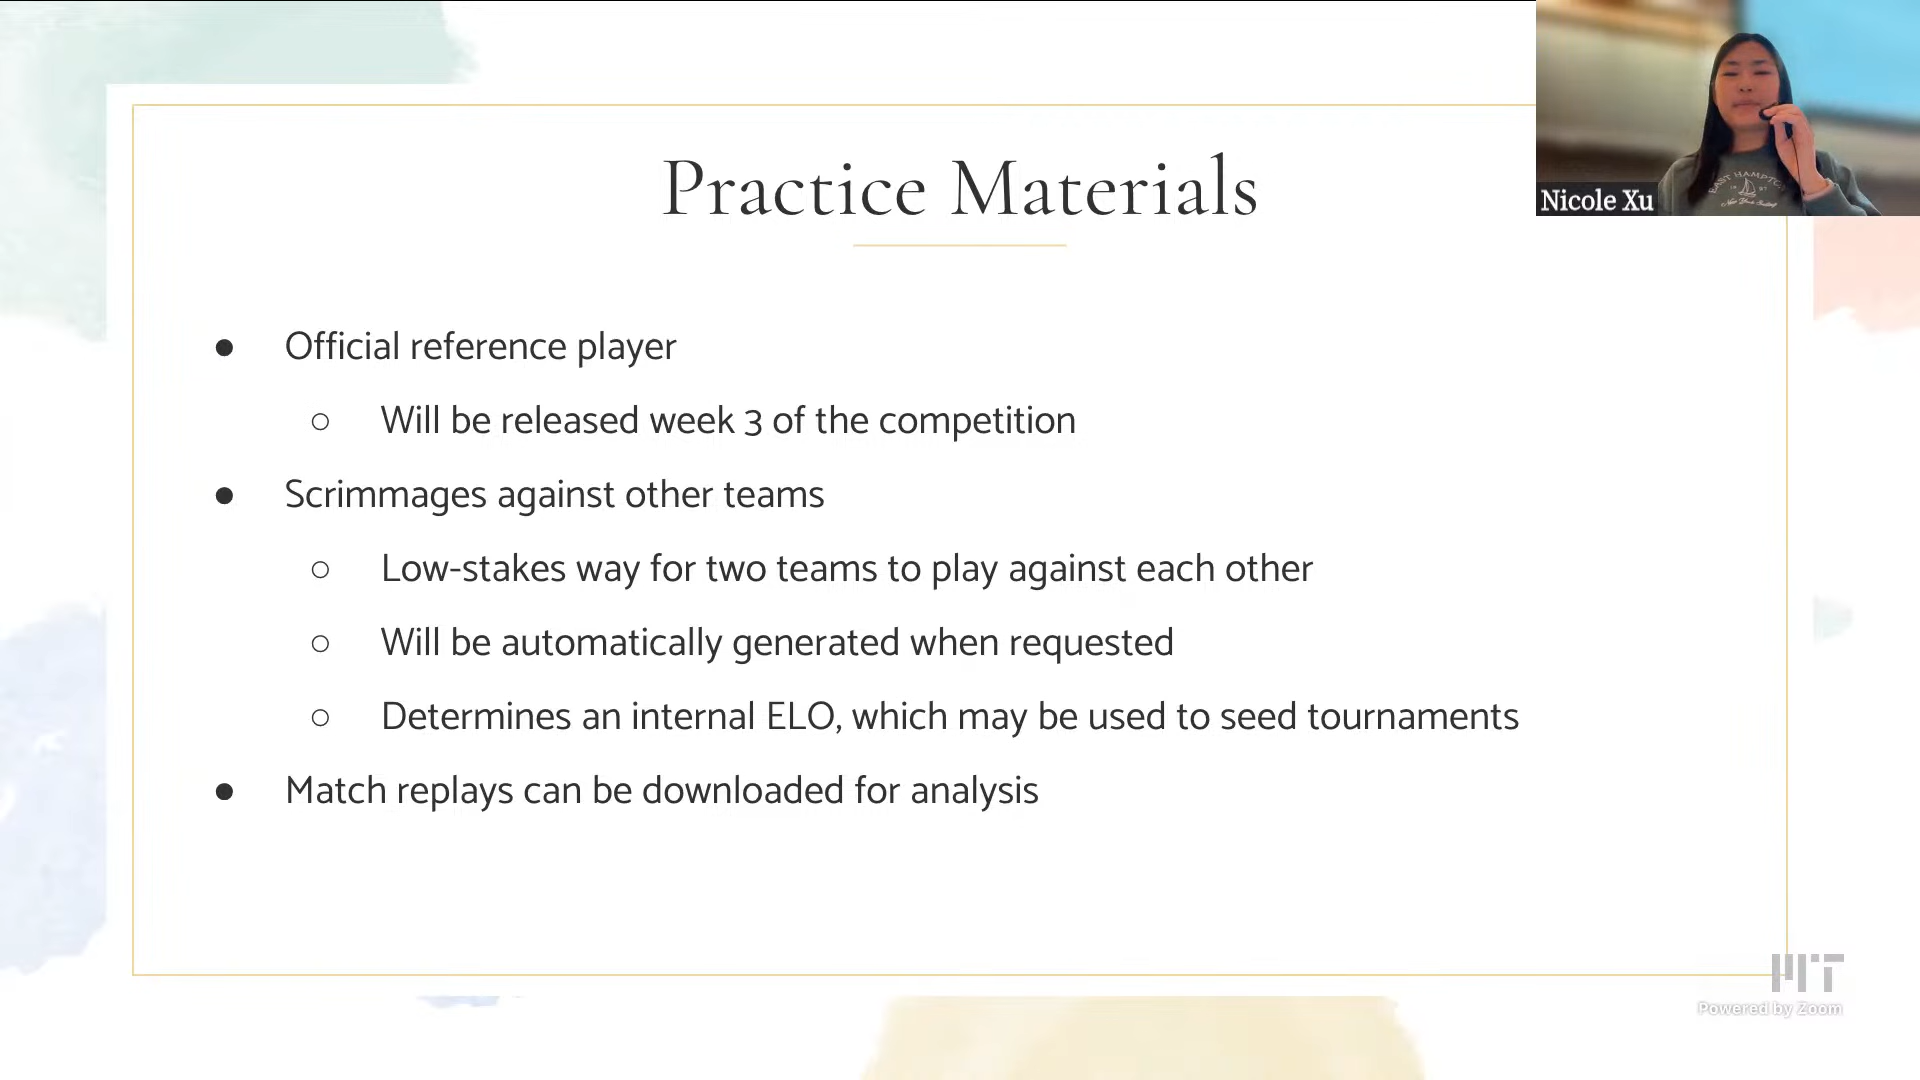 Practice Materials
Nicole Xu
EAST HAMPTON
● Official reference player
○ Will be released week 3 of the competition
● Scrimmages against other teams
○ Low-stakes way for two teams to play against each other
○ Will be automatically generated when requested
○ Determines an internal ELO, which may be used to seed tournaments
● Match replays can be downloaded for analysis
MIT
Powered by Zoom